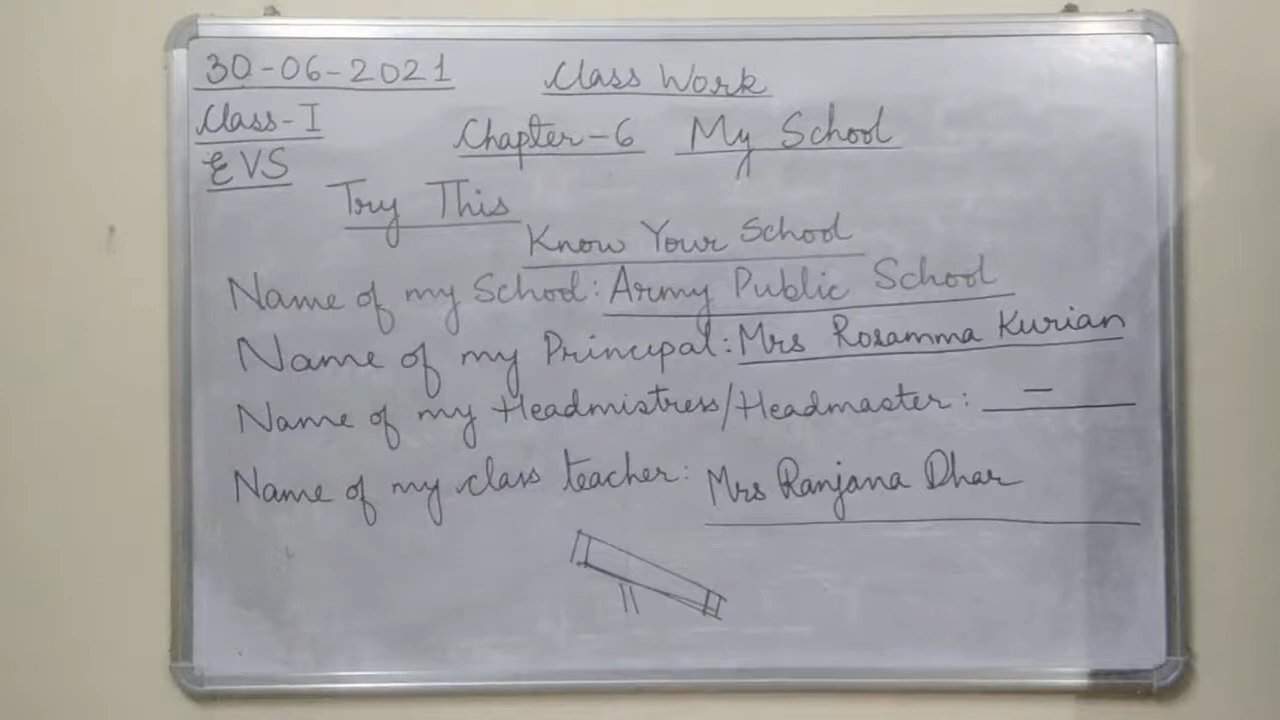 30-06-2021 Class Work
Class-I Chapter-6 My School
EVS
Try This
Know Your School
Name of my School: Army Public School
Name of my Principal: Mrs Rosamma Kurian
Name of my Headmistress/Headmaster: —
Name of my class teacher: Mrs Ranjana Dhar